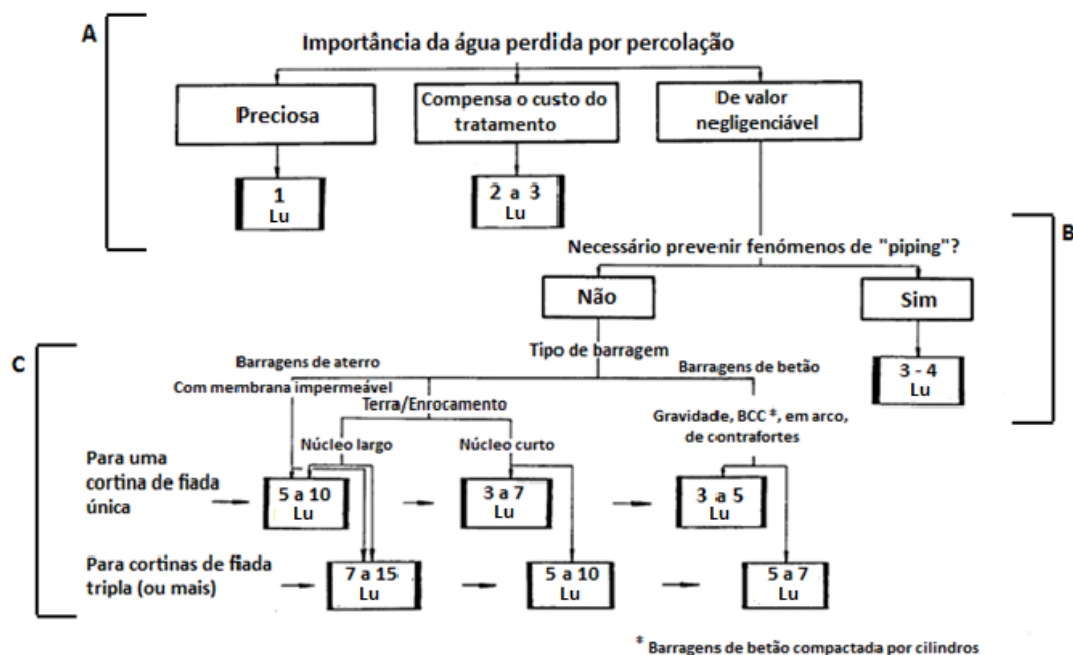 A
Importância da água perdida por percolação
Preciosa
Compensa o custo do
tratamento
De valor
negligenciável
1
Lu
2 a 3
Lu
B
Necessário prevenir fenómenos de "piping"?
Não
Sim
3 - 4
Lu
C
Tipo de barragem
Barragens de aterro
Barragens de betão
Com membrana impermeável
Terra/Enrocamento
Gravidade, BCC*, em arco,
de contrafortes
Núcleo largo
Núcleo curto
Para uma
cortina de fiada
única
5 a 10
Lu
3 a 7
Lu
3 a 5
Lu
Para cortinas de fiada
tripla (ou mais)
7 a 15
Lu
5 a 10
Lu
5 a 7
Lu
* Barragens de betão compactada por cilindros